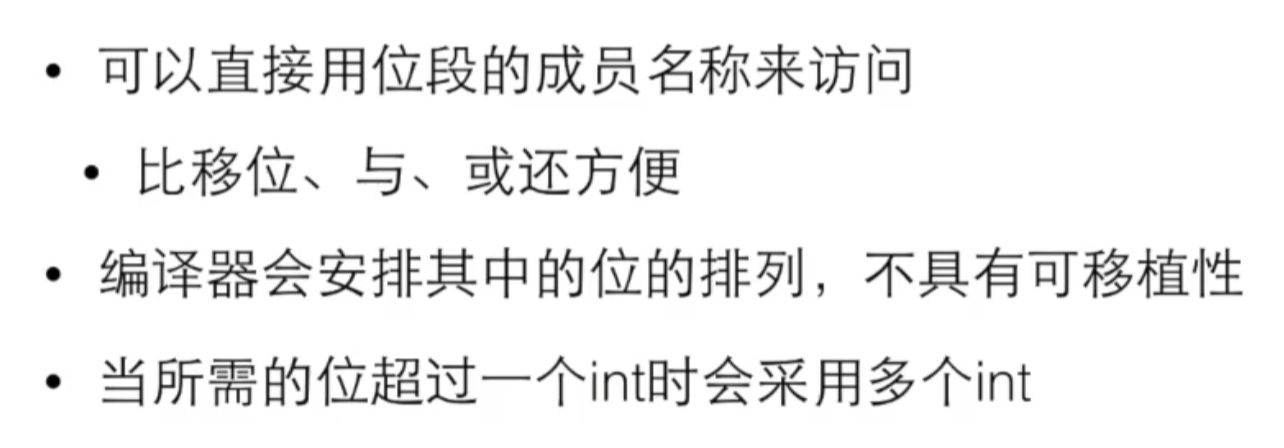 • 可以直接用位段的成员名称来访问
• 比移位、与、或还方便
• 编译器会安排其中的位的排列，不具有可移植性
• 当所需的位超过一个int时会采用多个int